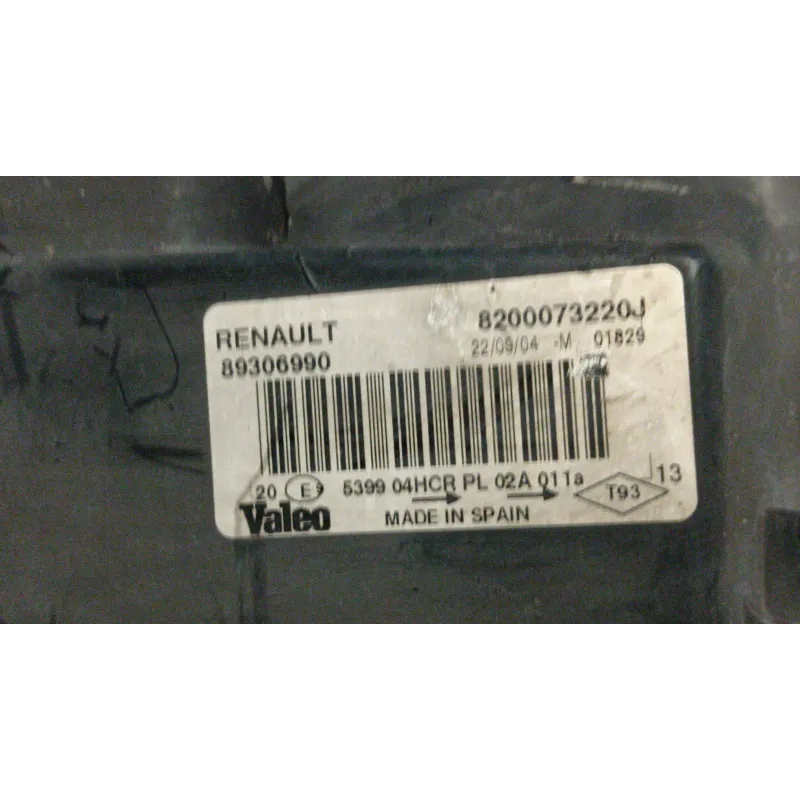 RENAULT 8200073220J
89306990 22/09/04 -M 01829
20 E9 5399 04HCR PL 02A 011a T93 13
Valeo MADE IN SPAIN